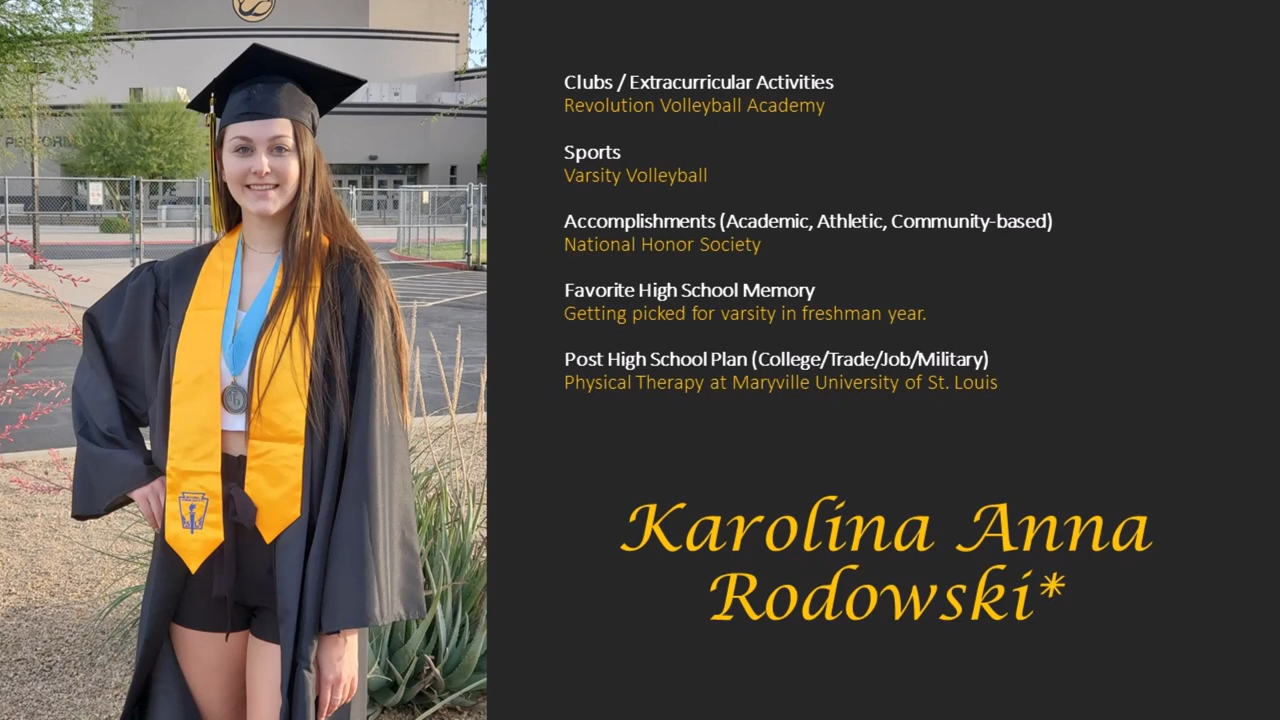 PERFORM
Clubs / Extracurricular Activities
Revolution Volleyball Academy
Sports
Varsity Volleyball
Accomplishments (Academic, Athletic, Community-based)
National Honor Society
Favorite High School Memory
Getting picked for varsity in freshman year.
Post High School Plan (College/Trade/Job/Military)
Physical Therapy at Maryville University of St. Louis
Karolina Anna
Rodowski*